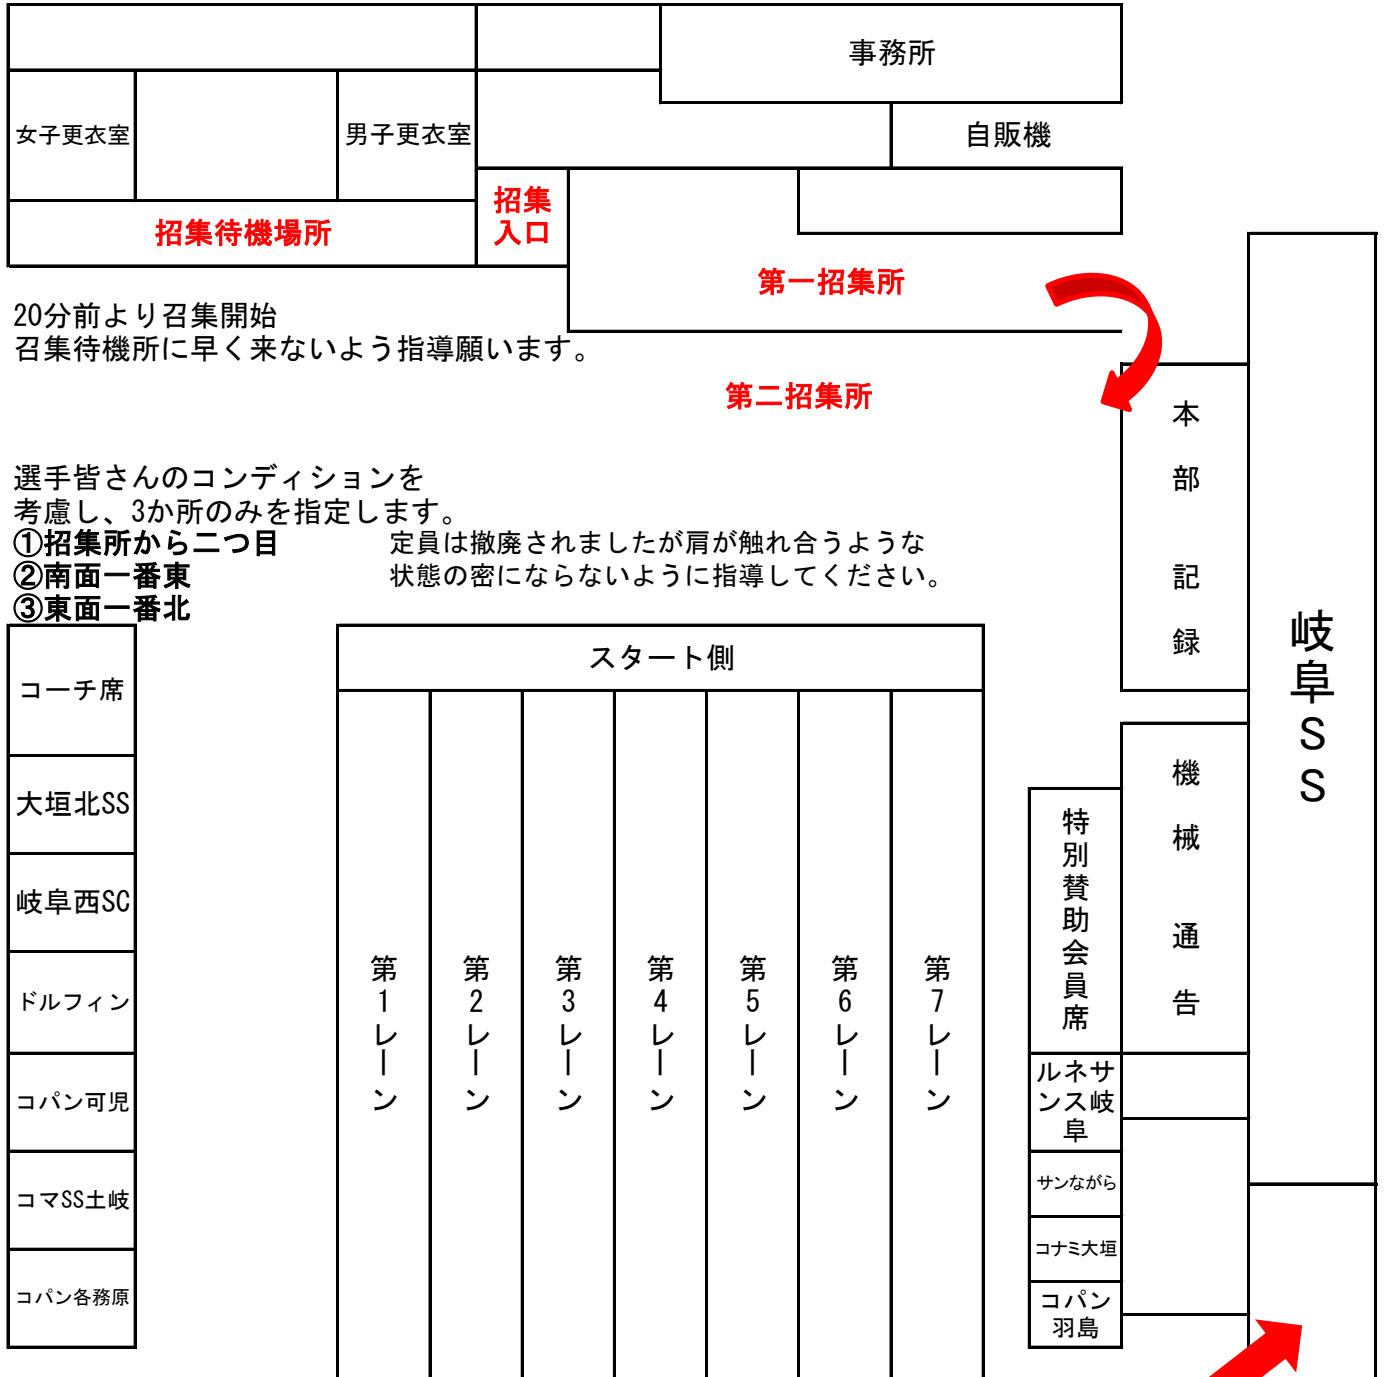 事務所
女子更衣室
男子更衣室
自販機
招集
入口
招集待機場所
第一招集所
20分前より召集開始
召集待機所に早く来ないよう指導願います。
第二招集所
本部 記録
選手皆さんのコンディションを
考慮し、3か所のみを指定します。
①招集所から二つ目
②南面一番東
③東面一番北
定員は撤廃されましたが肩が触れ合うような
状態の密にならないように指導してください。
岐阜SS
スタート側
コーチ席
大垣北SS
岐阜西SC
ドルフィン
コパン可児
コマSS土岐
コパン各務原
第1レーン
第2レーン
第3レーン
第4レーン
第5レーン
第6レーン
第7レーン
機械 通告
特別賛助会員席
ルネサ
ンス岐
阜
サンながら
コナミ大垣
コパン
羽島